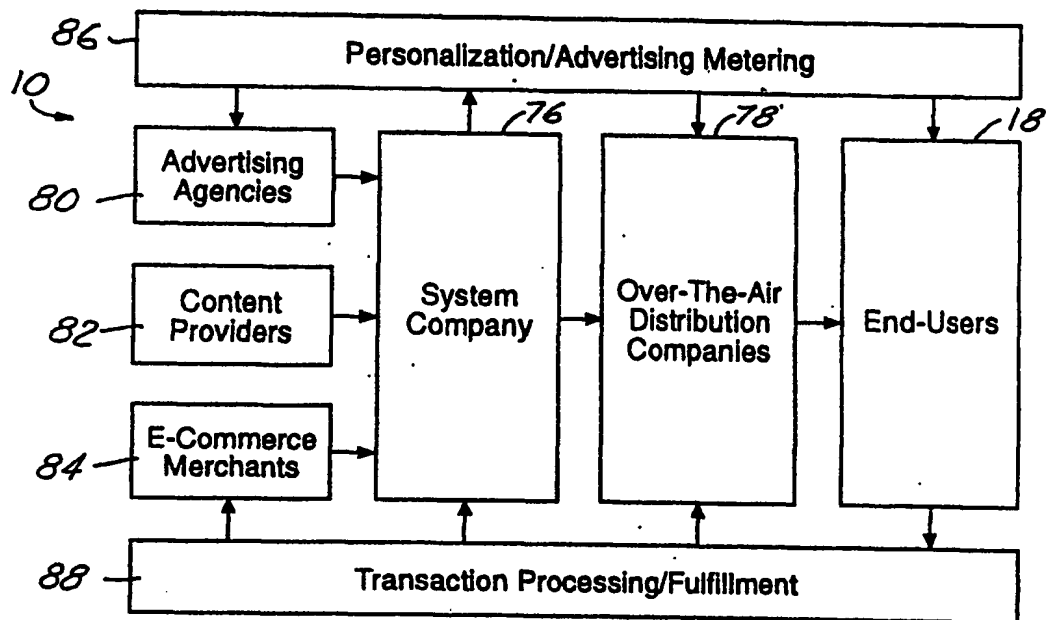 86
Personalization/Advertising Metering
10
76
78
18
Advertising
Agencies
80
Content
Providers
82
E-Commerce
Merchants
84
System
Company
Over-The-Air
Distribution
Companies
End-Users
88
Transaction Processing/Fulfillment